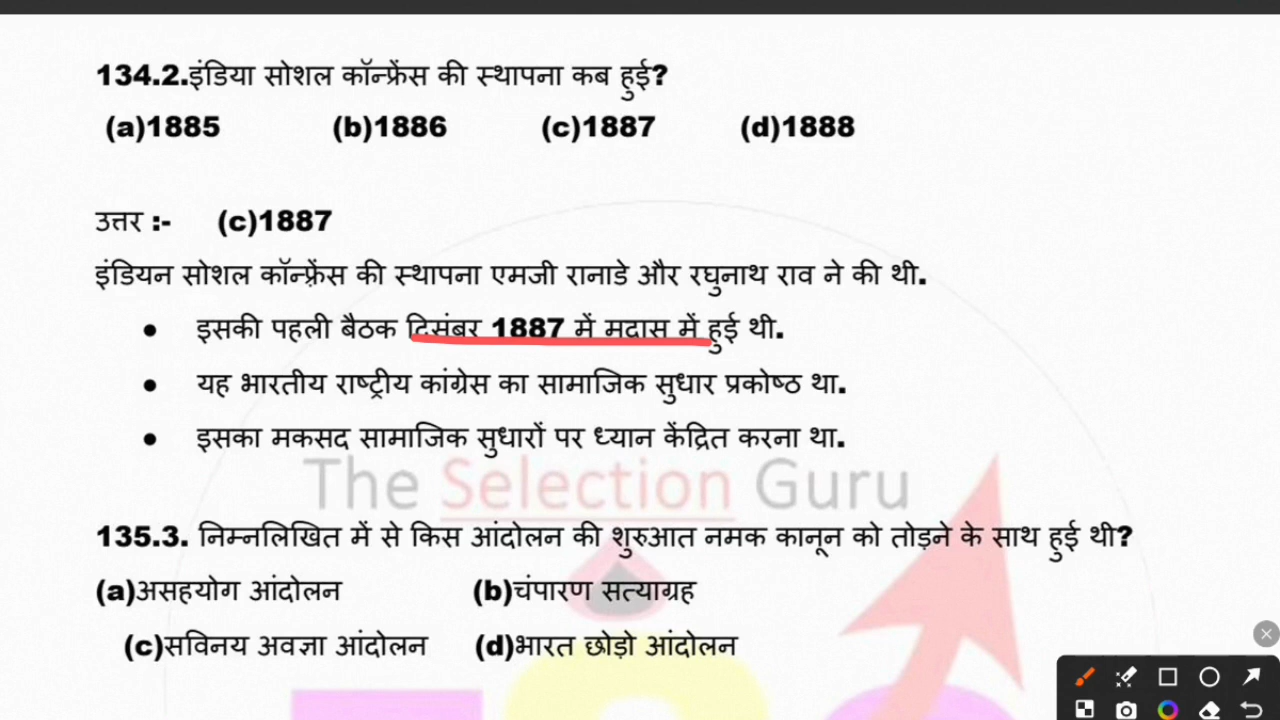 134.2.इंडिया सोशल कॉन्फ्रेंस की स्थापना कब हुई?
(a)1885 (b)1886 (c)1887 (d)1888
उत्तर :- (c)1887
इंडियन सोशल कॉन्फ़्रेंस की स्थापना एमजी रानाडे और रघुनाथ राव ने की थी.
● इसकी पहली बैठक दिसंबर 1887 में मद्रास में हुई थी.
● यह भारतीय राष्ट्रीय कांग्रेस का सामाजिक सुधार प्रकोष्ठ था.
● इसका मकसद सामाजिक सुधारों पर ध्यान केंद्रित करना था.
The Selection Guru
135.3. निम्नलिखित में से किस आंदोलन की शुरुआत नमक कानून को तोड़ने के साथ हुई थी?
(a)असहयोग आंदोलन (b)चंपारण सत्याग्रह
(c)सविनय अवज्ञा आंदोलन (d)भारत छोड़ो आंदोलन